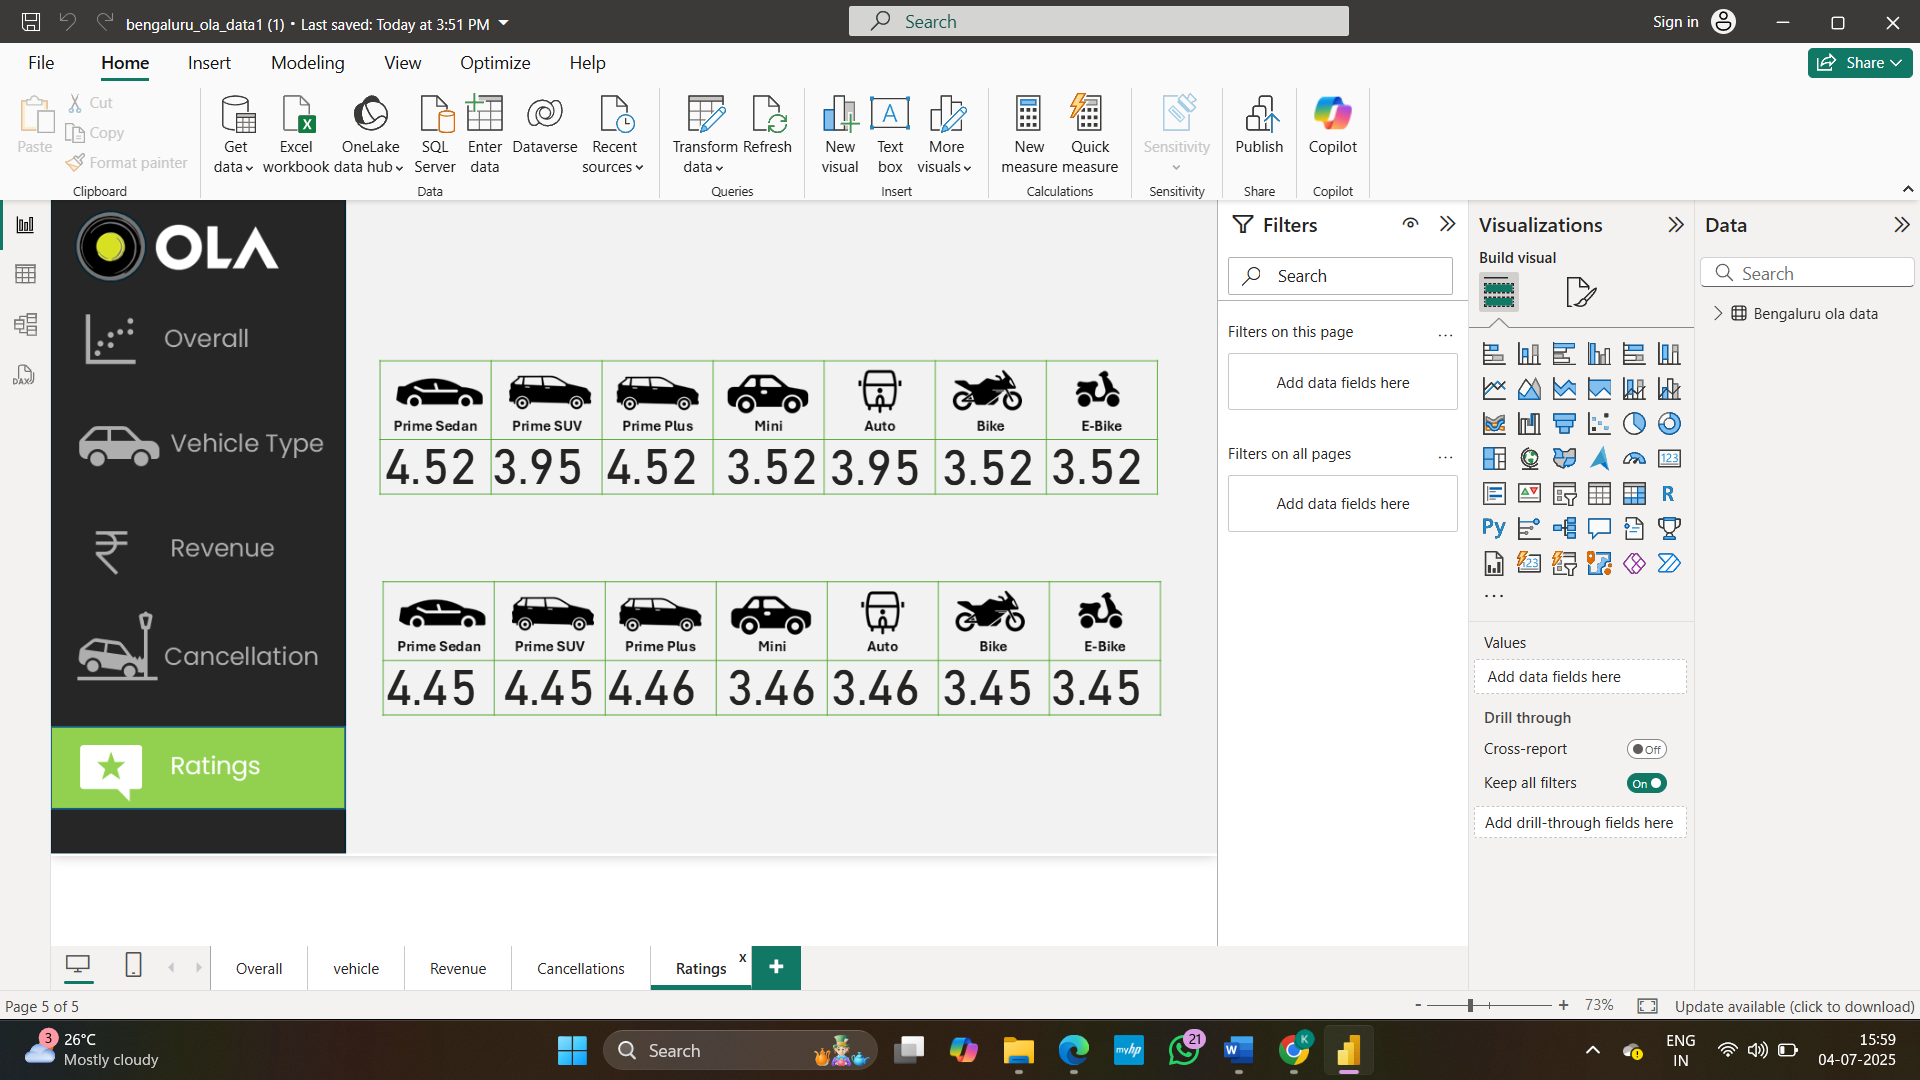 bengaluru_ola_data1 (1) • Last saved: Today at 3:51 PM
Search
Sign in
File Home Insert Modeling View Optimize Help
Share
Paste
Cut
Copy
Format painter
Clipboard
Get data
Excel workbook
OneLake data hub
SQL Server
Enter data
Dataverse
Recent sources
Data
Transform data
Refresh
Queries
New visual
Text box
More visuals
Insert
New measure
Quick measure
Calculations
Sensitivity
Sensitivity
Publish
Share
Copilot
Copilot
DAX
OLA
Overall
Vehicle Type
₹ Revenue
Cancellation
Ratings
Prime Sedan Prime SUV Prime Plus Mini Auto Bike E-Bike
4.52 3.95 4.52 3.52 3.95 3.52 3.52
Prime Sedan Prime SUV Prime Plus Mini Auto Bike E-Bike
4.45 4.45 4.46 3.46 3.46 3.45 3.45
Filters
Search
Filters on this page ...
Add data fields here
Filters on all pages ...
Add data fields here
Visualizations
Build visual
123
R
Py
123
...
Values
Add data fields here
Drill through
Cross-report Off
Keep all filters On
Add drill-through fields here
Data
Search
Bengaluru ola data
Overall vehicle Revenue Cancellations Ratings x +
Page 5 of 5
- + 73%
Update available (click to download)
3
26°C
Mostly cloudy
Search
myhp
21
W
K
ENG
IN
15:59
04-07-2025